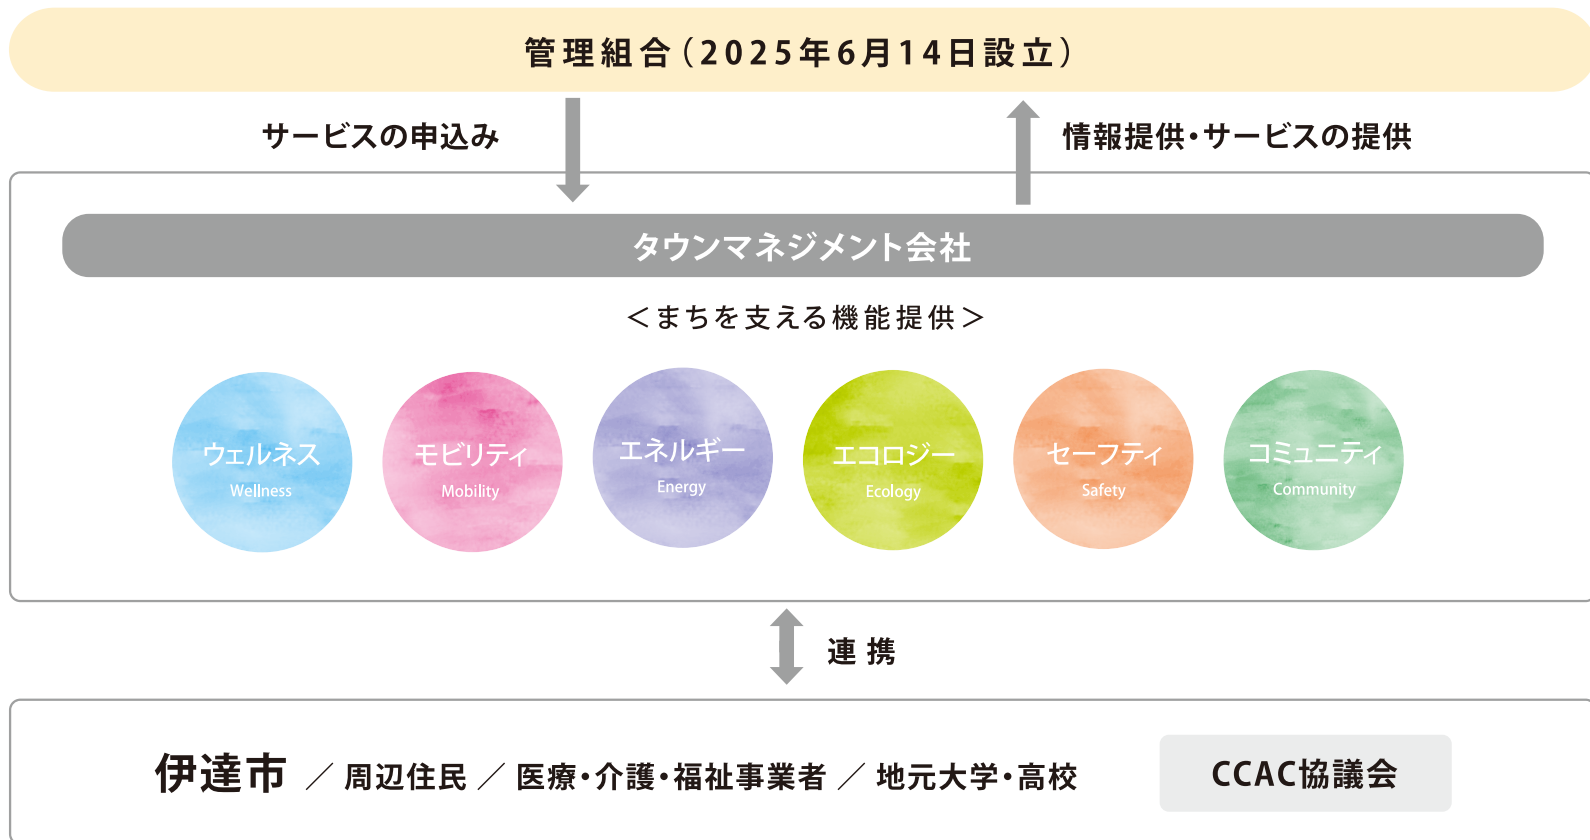 管理組合（2025年6月14日設立）
サービスの申込み
情報提供・サービスの提供
タウンマネジメント会社
＜まちを支える機能提供＞
ウェルネス
Wellness
モビリティ
Mobility
エネルギー
Energy
エコロジー
Ecology
セーフティ
Safety
コミュニティ
Community
連携
伊達市 ／ 周辺住民 ／ 医療・介護・福祉事業者 ／ 地元大学・高校
CCAC協議会